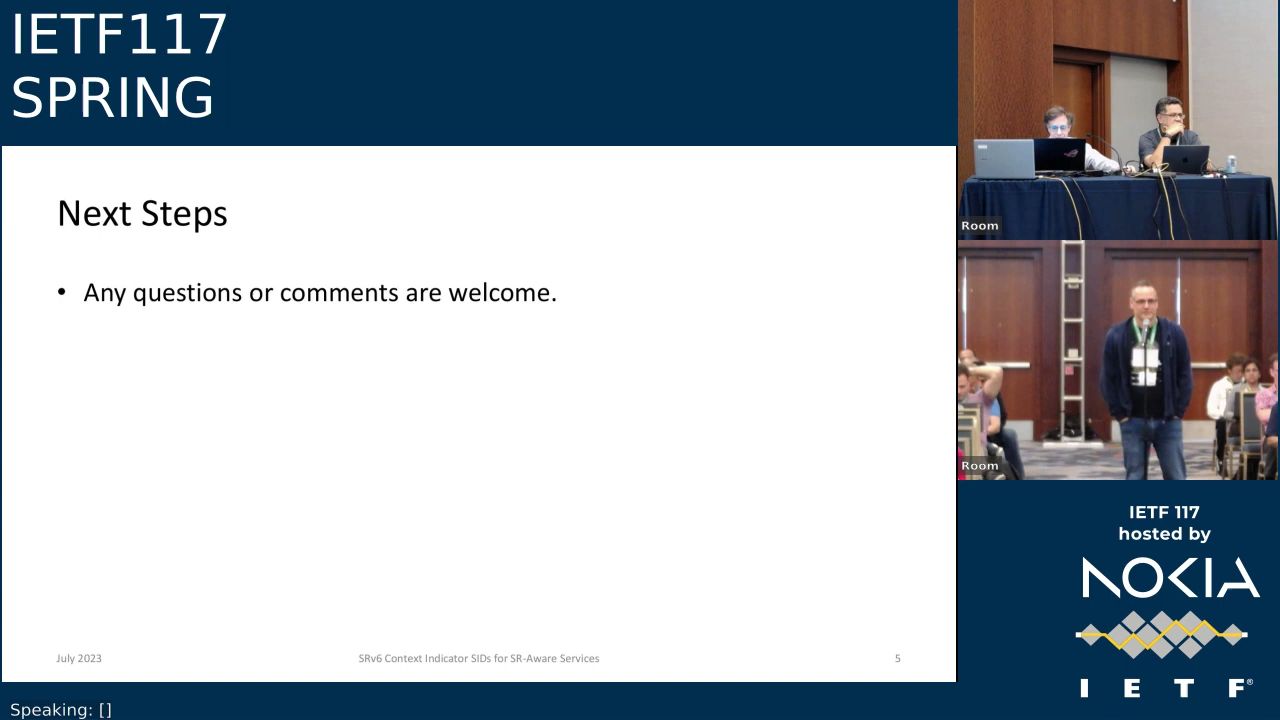 IETF117
SPRING
Next Steps
• Any questions or comments are welcome.
July 2023
SRv6 Context Indicator SIDs for SR-Aware Services
5
Speaking: []
Room
Room
IETF 117
hosted by
NOKIA
I E T F®